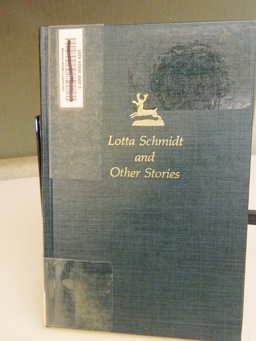 Lotta Schmidt
and
Other Stories